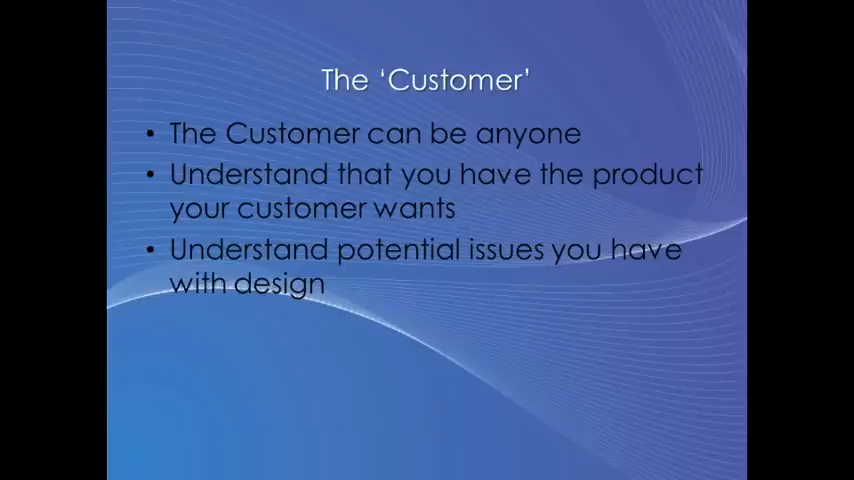 The ‘Customer’
• The Customer can be anyone
• Understand that you have the product
your customer wants
• Understand potential issues you have
with design